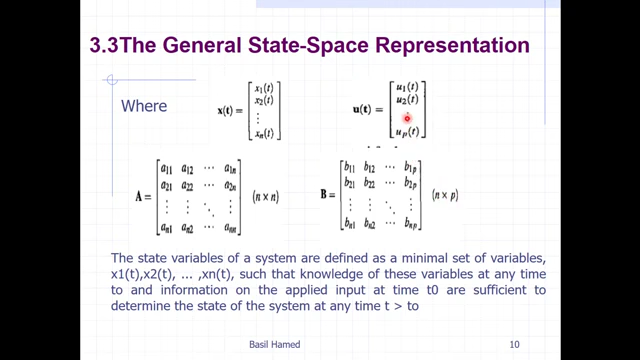 3.3The General State-Space Representation
Where
x(t) = [x1(t) x2(t) ⋮ xn(t)]
u(t) = [u1(t) u2(t) ⋮ up(t)]
A = [a11 a12 ⋯ a1n
a21 a22 ⋯ a2n
⋮ ⋮ ⋱ ⋮
an1 an2 ⋯ ann] (n × n)
B = [b11 b12 ⋯ b1p
b21 b22 ⋯ b2p
⋮ ⋮ ⋱ ⋮
bn1 bn2 ⋯ bnp] (n × p)
The state variables of a system are defined as a minimal set of variables,
x1(t),x2(t), ... ,xn(t), such that knowledge of these variables at any time
to and information on the applied input at time t0 are sufficient to
determine the state of the system at any time t > to
Basil Hamed
10